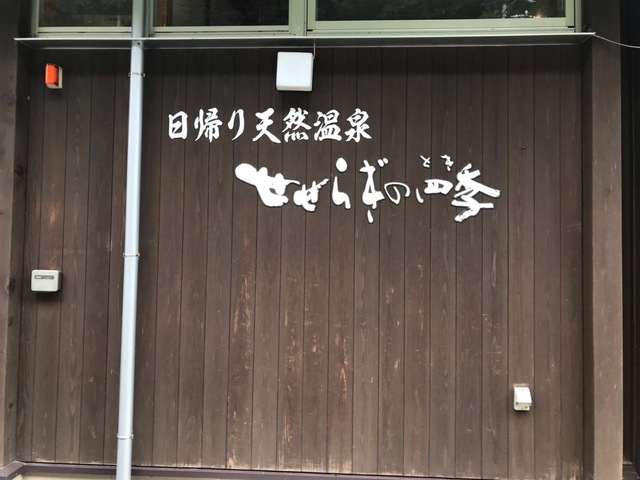 日帰り天然温泉
せせらぎの四季
とき